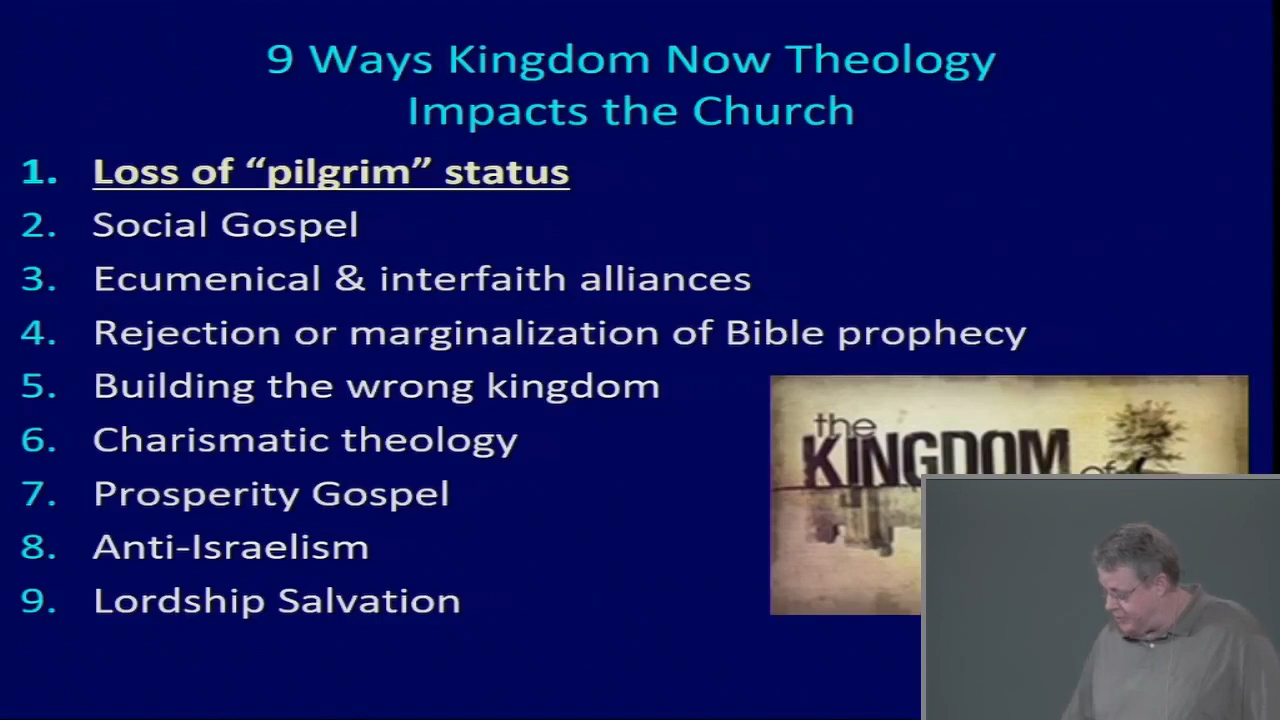 9 Ways Kingdom Now Theology
Impacts the Church
1. Loss of “pilgrim” status
2. Social Gospel
3. Ecumenical & interfaith alliances
4. Rejection or marginalization of Bible prophecy
5. Building the wrong kingdom
6. Charismatic theology
7. Prosperity Gospel
8. Anti-Israelism
9. Lordship Salvation
the
KINGDOM of